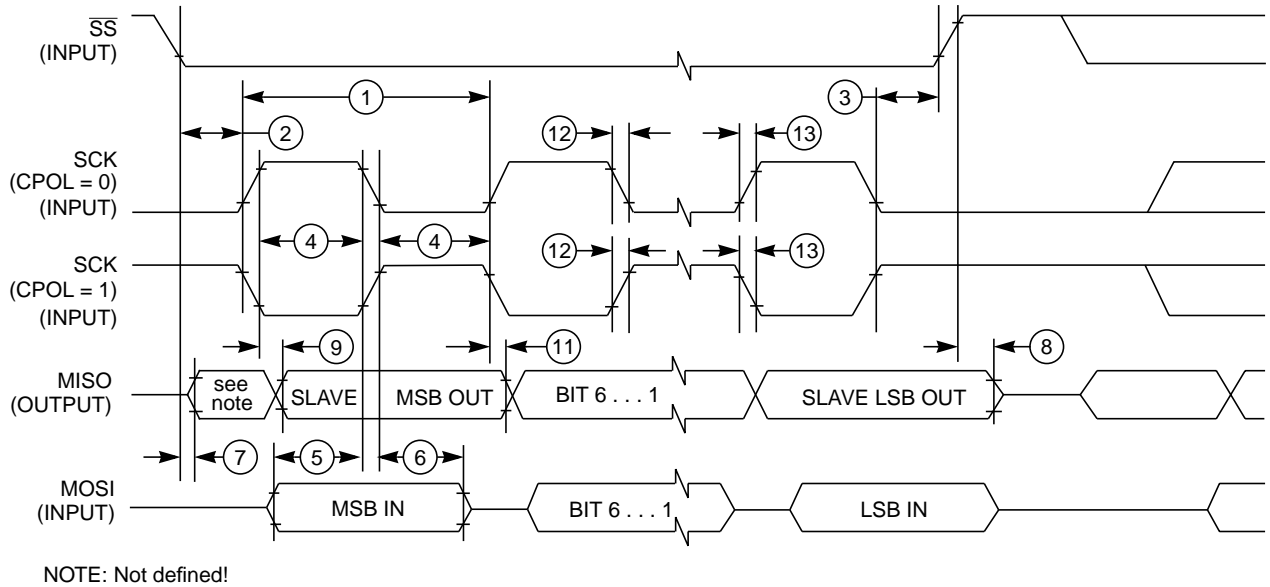 SS
(INPUT)
1
3
2
12
13
SCK
(CPOL = 0)
(INPUT)
4
4
12
13
SCK
(CPOL = 1)
(INPUT)
9
11
8
MISO
(OUTPUT)
see
note
SLAVE
MSB OUT
BIT 6 . . . 1
SLAVE LSB OUT
7
5
6
MOSI
(INPUT)
MSB IN
BIT 6 . . . 1
LSB IN
NOTE: Not defined!